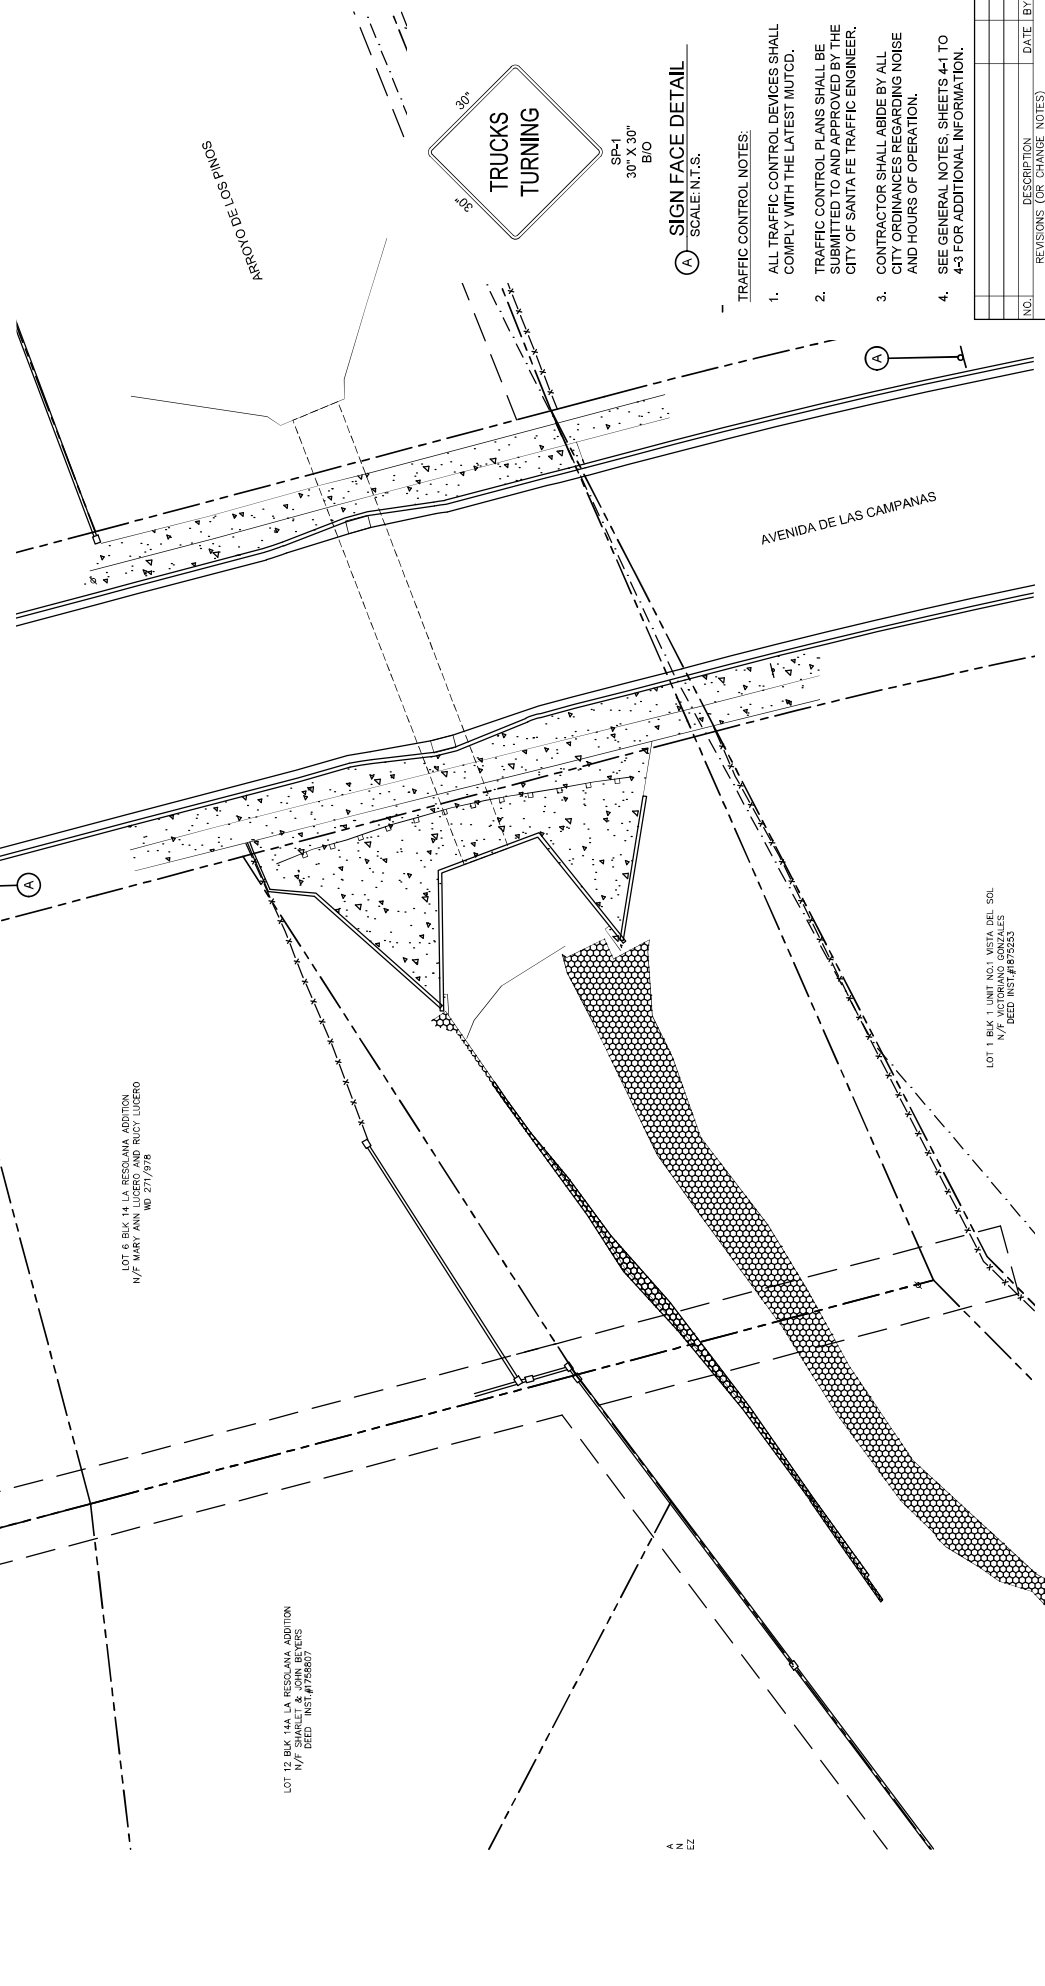 ARROYO DE LOS PINOS
30"
30"
TRUCKS
TURNING
SP-1
30" X 30"
B/O
A
SIGN FACE DETAIL
SCALE: N.T.S.
TRAFFIC CONTROL NOTES:
1. ALL TRAFFIC CONTROL DEVICES SHALL
COMPLY WITH THE LATEST MUTCD.
2. TRAFFIC CONTROL PLANS SHALL BE
SUBMITTED TO AND APPROVED BY THE
CITY OF SANTA FE TRAFFIC ENGINEER.
3. CONTRACTOR SHALL ABIDE BY ALL
CITY ORDINANCES REGARDING NOISE
AND HOURS OF OPERATION.
4. SEE GENERAL NOTES, SHEETS 4-1 TO
4-3 FOR ADDITIONAL INFORMATION.
NO. DESCRIPTION DATE BY
REVISIONS (OR CHANGE NOTES)
A
AVENIDA DE LAS CAMPANAS
A
LOT 6 BLK 14 LA RESOLANA ADDITION
N/F MARY ANN LUCERO AND RUCY LUCERO
WD 271/978
LOT 1 BLK 1 UNIT NO.1 VISTA DEL SOL
N/F VICTORIANO GONZALES
DEED INST.#1875253
LOT 12 BLK 14A LA RESOLANA ADDITION
N/F SHARLET & JOHN BEYERS
DEED INST.#1758807
A
N
EZ